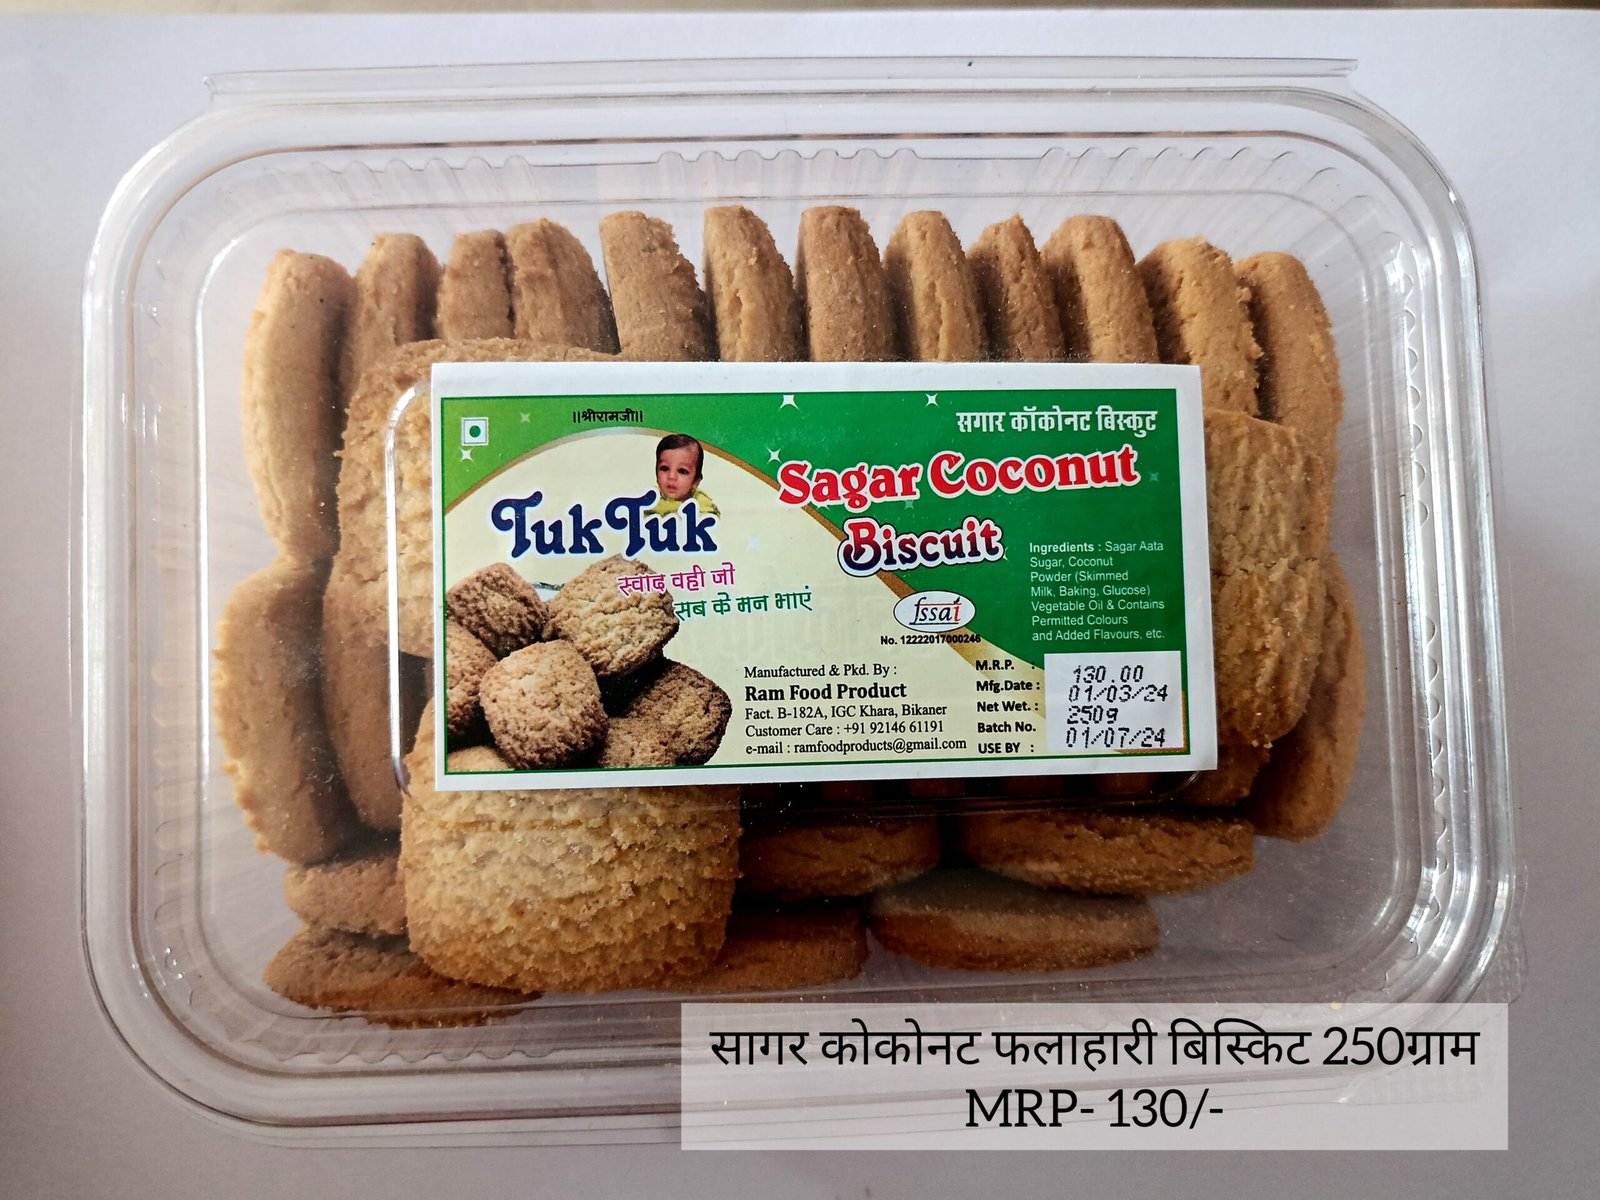 ॥श्रीरामजी॥
सगार कॉकोनट बिस्कुट
Sagar Coconut
Biscuit
TukTuk
स्वाद वही जो
सब के मन भाएं
Ingredients : Sagar Aata
Sugar, Coconut
Powder (Skimmed
Milk, Baking, Glucose)
Vegetable Oil & Contains
Permitted Colours
and Added Flavours, etc.
fssai
No. 12222017000246
Manufactured & Pkd. By :
Ram Food Product
Fact. B-182A, IGC Khara, Bikaner
Customer Care : +91 92146 61191
e-mail : ramfoodproducts@gmail.com
M.R.P. : 130.00
Mfg.Date : 01/03/24
Net Wet. : 250g
Batch No.
USE BY : 01/07/24
सागर कोकोनट फलाहारी बिस्किट 250ग्राम
MRP- 130/-